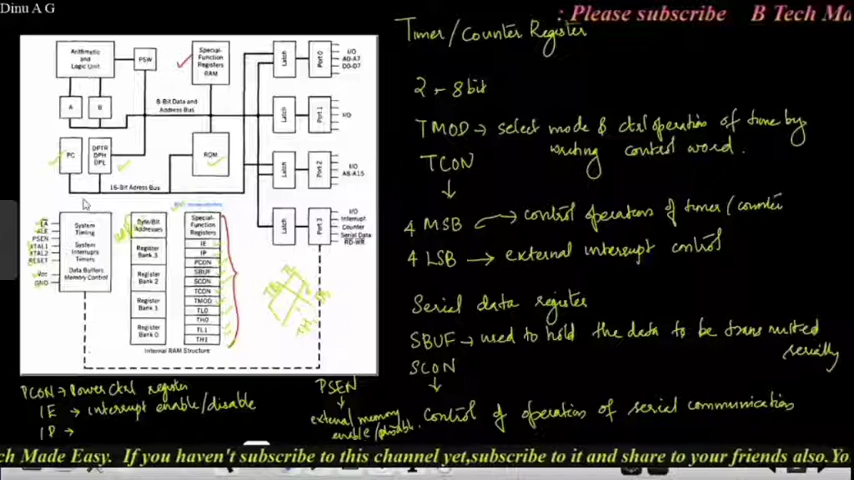 Dinu A G
: Please subscribe B Tech Ma
Arithmetic
and
Logic Unit
PSW
Special-
Function
Registers
RAM
Latch
Port 0
I/O
A0-A7
D0-D7
A
B
8-Bit Data and
Address Bus
Latch
Port 1
I/O
PC
DPTR
DPH
DPL
ROM
Latch
Port 2
I/O
A8-A15
16-Bit Adress Bus
EA
ALE
PSEN
XTAL1
XTAL2
RESET
Vcc
GND
System
Timing
System
Interrupts
Timers
Data Buffers
Memory Control
Byte/Bit
Addresses
Register
Bank 3
Register
Bank 2
Register
Bank 1
Register
Bank 0
Special-
Function
Registers
IE
IP
PCON
SBUF
SCON
TCON
TMOD
TL0
TH0
TL1
TH1
Latch
Port 3
I/O
Interrupt
Counter
Serial Data
RD-WR
Internal RAM Structure
Timer/Counter Register
2 - 8bit
TMOD → select mode & ctrl operation of time by
writing control word.
TCON
↓
4 MSB → control operations of timer/counter
4 LSB → external interrupt control
Serial data register
SBUF → used to hold the data to be transmitted
serially
SCON
↓
control of operations of serial communication
PCON → Power Ctrl register
IE → interrupt enable/disable
IP →
PSEN
↓
external memory
enable/disable.
ch Made Easy. If you haven't subscribed to this channel yet,subscribe to it and share to your friends also.Yo